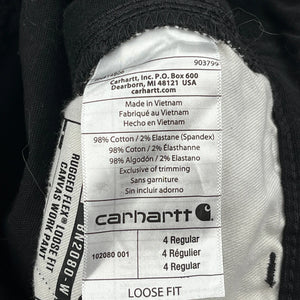 903799
Carhartt, Inc. P.O. Box 600
Dearborn, MI 48121 USA
carhartt.com
Made in Vietnam
Fabriqué au Vietnam
Hecho en Vietnam
98% Cotton / 2% Elastane (Spandex)
98% Coton / 2% Élasthanne
98% Algodón / 2% Elastano
Exclusive of trimming
Sans garniture
Sin incluir adorno
carhartt
102080 001
4 Regular
4 Régulier
4 Regular
LOOSE FIT
RUGGED FLEX® LOOSE FIT
CANVAS WORK PANT